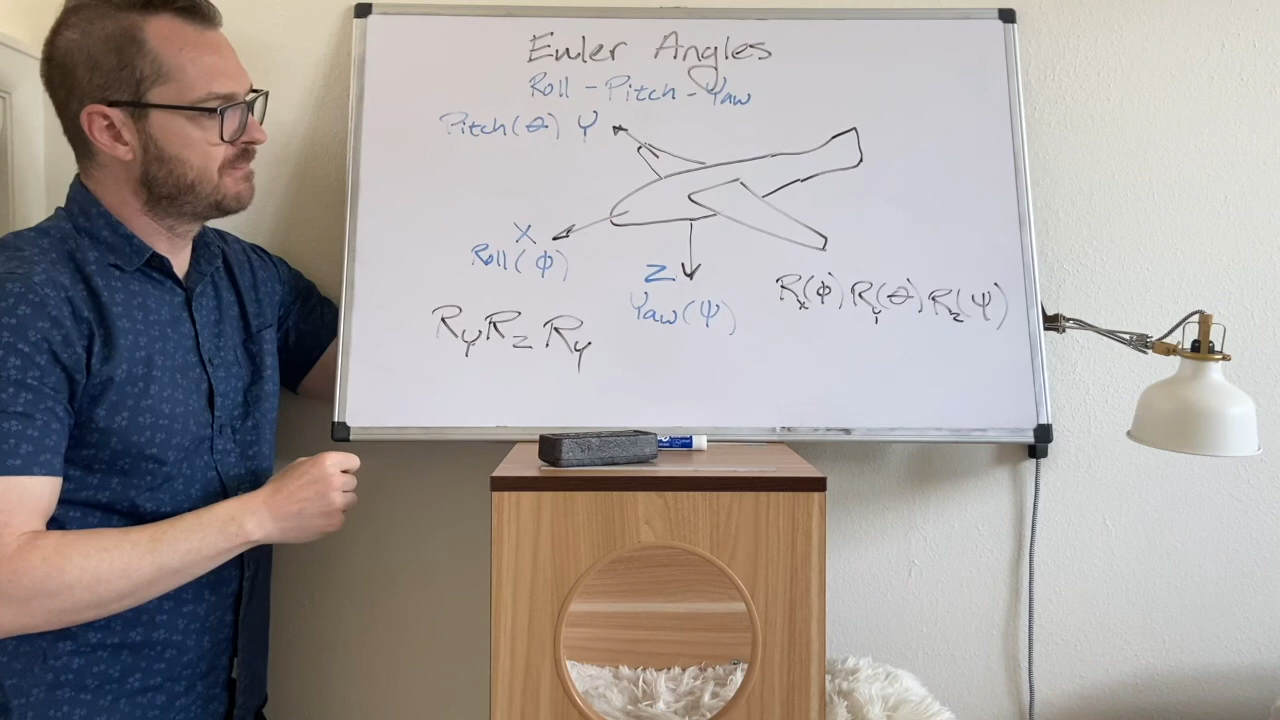 Euler Angles
Roll - Pitch - Yaw
Pitch (θ) Y
X
Roll (ϕ)
Z
Yaw (ψ)
R_x(ϕ) R_y(θ) R_z(ψ)
R_y R_z R_y